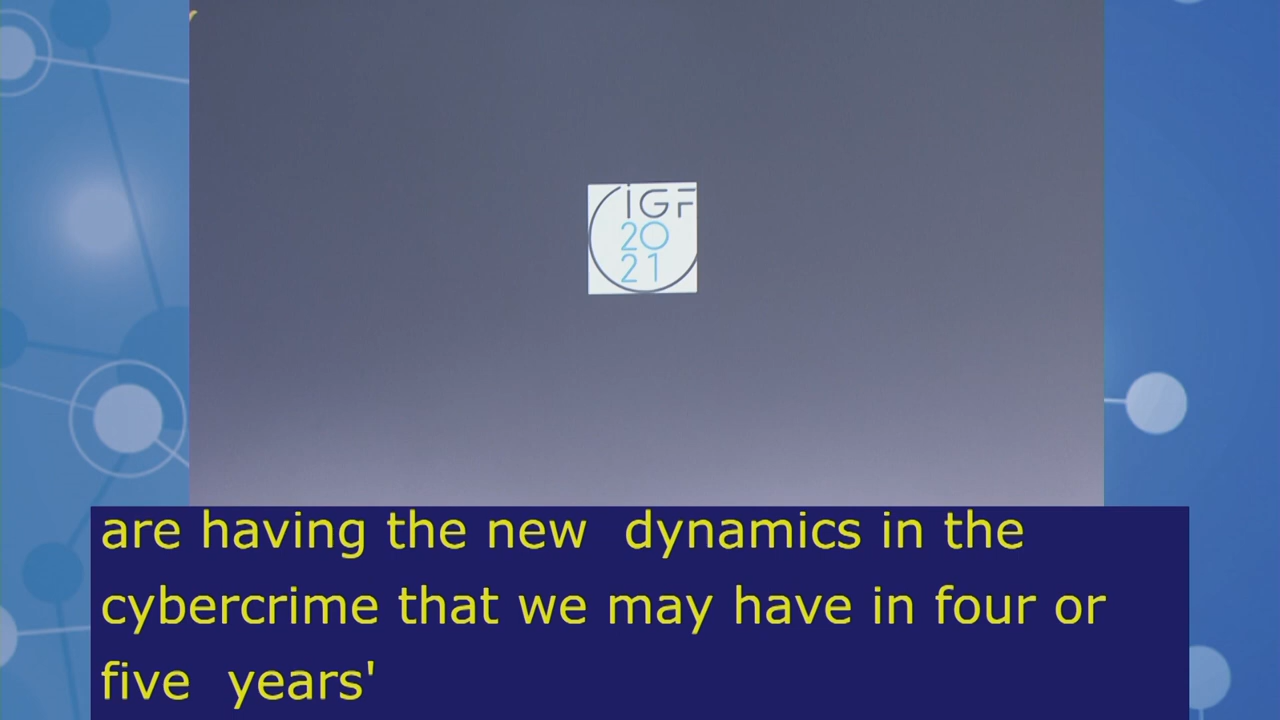 iGF
20
21
are having the new  dynamics in the
cybercrime that we may have in four or
five  years'